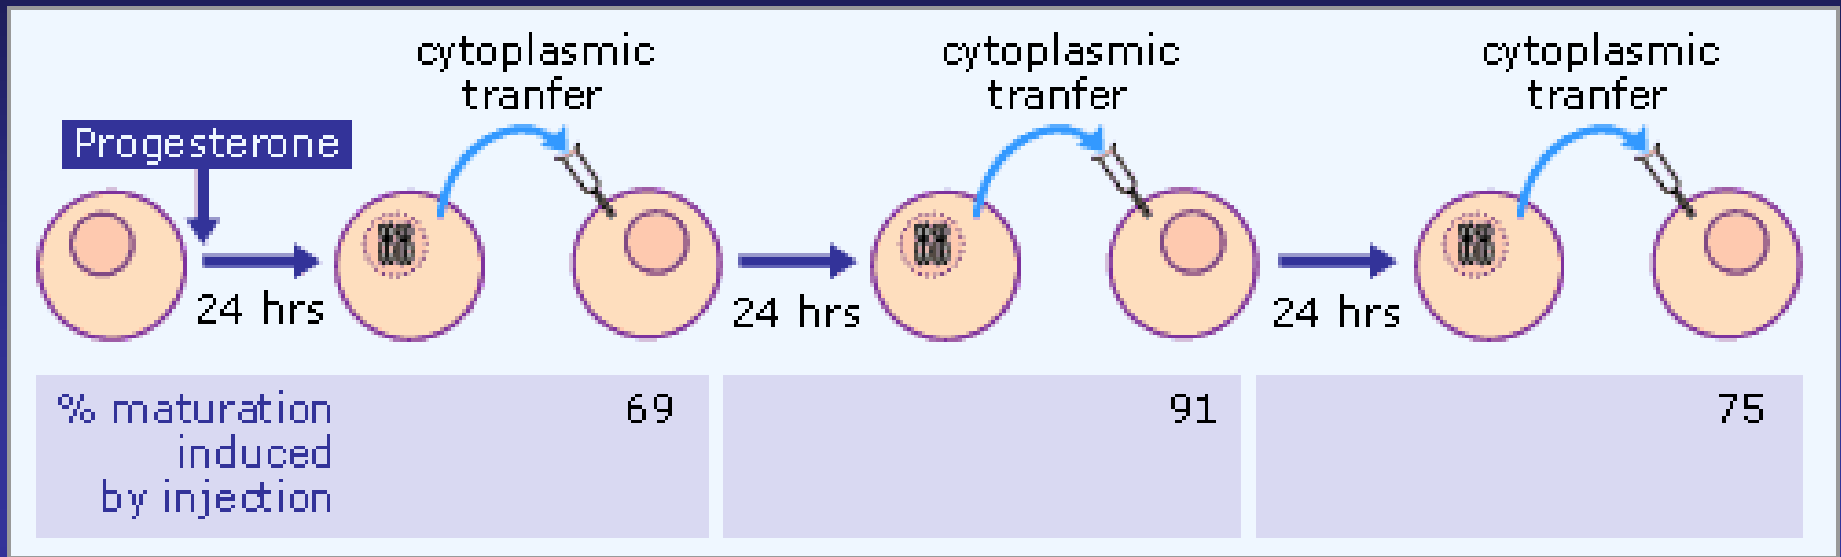 cytoplasmic
tranfer
cytoplasmic
tranfer
cytoplasmic
tranfer
Progesterone
24 hrs
24 hrs
24 hrs
% maturation
induced
by injection
69
91
75